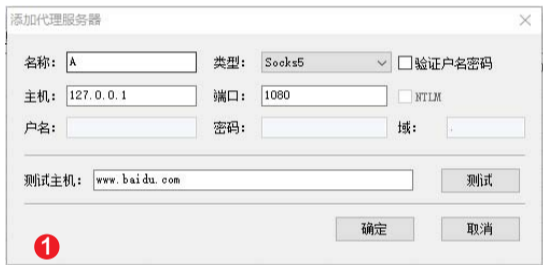 添加代理服务器
名称： A 类型： Socks5 验证户名密码
主机： 127.0.0.1 端口： 1080 NTLM
户名： 密码： 域： .
测试主机： www.baidu.com 测试
确定 取消
1